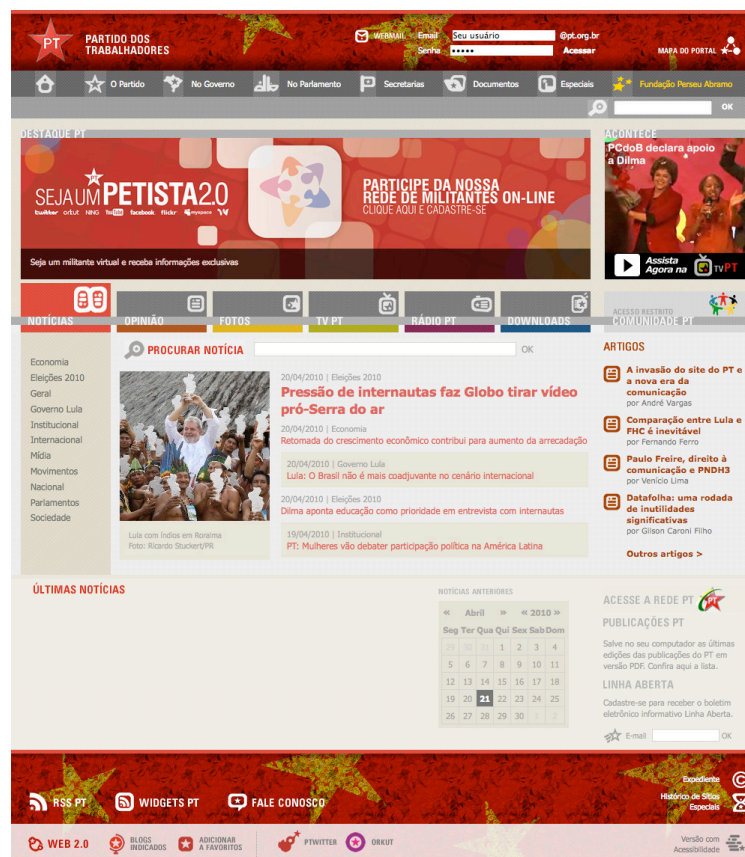 PT
PARTIDO DOS
TRABALHADORES
WEBMAIL Email Seu usuário @pt.org.br
Senha ••••• Acessar
MAPA DO PORTAL
O Partido No Governo No Parlamento Secretarias Documentos Especiais Fundação Perseu Abramo
OK
DESTAQUE PT
SEJA UM PETISTA 2.0
twitter orkut NING YouTube facebook flickr myspace
PARTICIPE DA NOSSA
REDE DE MILITANTES ON-LINE
CLIQUE AQUI E CADASTRE-SE
Seja um militante virtual e receba informações exclusivas
ACONTECE
PCdoB declara apoio
a Dilma
Assista
Agora na TVPT
NOTÍCIAS OPINIÃO FOTOS TV PT RÁDIO PT DOWNLOADS
ACESSO RESTRITO
COMUNIDADE PT
Economia
Eleições 2010
Geral
Governo Lula
Institucional
Internacional
Mídia
Movimentos
Nacional
Parlamentos
Sociedade
PROCURAR NOTÍCIA OK
Lula com índios em Roraima
Foto: Ricardo Stuckert/PR
20/04/2010 | Eleições 2010
Pressão de internautas faz Globo tirar vídeo
pró-Serra do ar
20/04/2010 | Economia
Retomada do crescimento econômico contribui para aumento da arrecadação
20/04/2010 | Governo Lula
Lula: O Brasil não é mais coadjuvante no cenário internacional
20/04/2010 | Eleições 2010
Dilma aponta educação como prioridade em entrevista com internautas
19/04/2010 | Institucional
PT: Mulheres vão debater participação política na América Latina
ARTIGOS
A invasão do site do PT e
a nova era da
comunicação
por André Vargas
Comparação entre Lula e
FHC é inevitável
por Fernando Ferro
Paulo Freire, direito à
comunicação e PNDH3
por Venício Lima
Datafolha: uma rodada
de inutilidades
significativas
por Gilson Caroni Filho
Outros artigos >
ÚLTIMAS NOTÍCIAS
NOTÍCIAS ANTERIORES
« Abril » « 2010 »
Seg Ter Qua Qui Sex Sab Dom
29 30 31 1 2 3 4
5 6 7 8 9 10 11
12 13 14 15 16 17 18
19 20 21 22 23 24 25
26 27 28 29 30 1 2
ACESSE A REDE PT PT
PUBLICAÇÕES PT
Salve no seu computador as últimas
edições das publicações do PT em
versão PDF. Confira aqui a lista.
LINHA ABERTA
Cadastre-se para receber o boletim
eletrônico informativo Linha Aberta.
E-mail OK
RSS PT WIDGETS PT FALE CONOSCO
Expediente
Histórico de Sítios
Especiais
WEB 2.0
BLOGS
INDICADOS
ADICIONAR
A FAVORITOS
PTWITTER ORKUT
Versão com
Acessibilidade